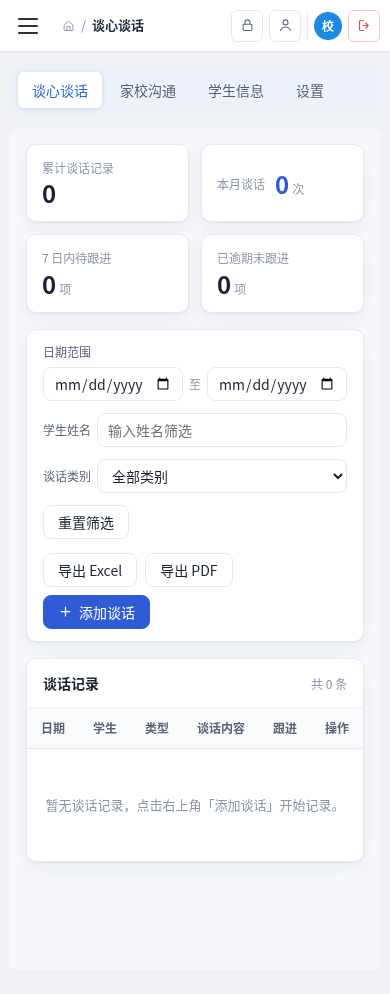 / 谈心谈话 校
谈心谈话 家校沟通 学生信息 设置
累计谈话记录
0
本月谈话 0 次
7 日内待跟进
0 项
已逾期未跟进
0 项
日期范围
mm/dd/yyyy 至 mm/dd/yyyy
学生姓名 输入姓名筛选
谈话类别 全部类别
重置筛选
导出 Excel 导出 PDF
+ 添加谈话
谈话记录 共 0 条
日期 学生 类型 谈话内容 跟进 操作
暂无谈话记录，点击右上角「添加谈话」开始记录。